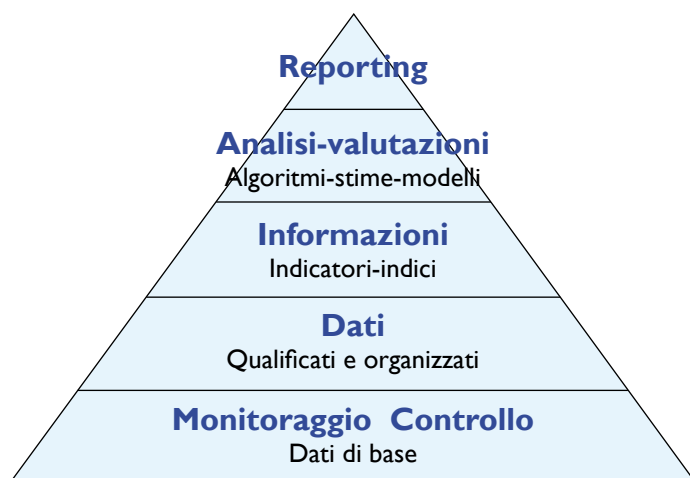 Reporting
Analisi-valutazioni
Algoritmi-stime-modelli
Informazioni
Indicatori-indici
Dati
Qualificati e organizzati
Monitoraggio Controllo
Dati di base